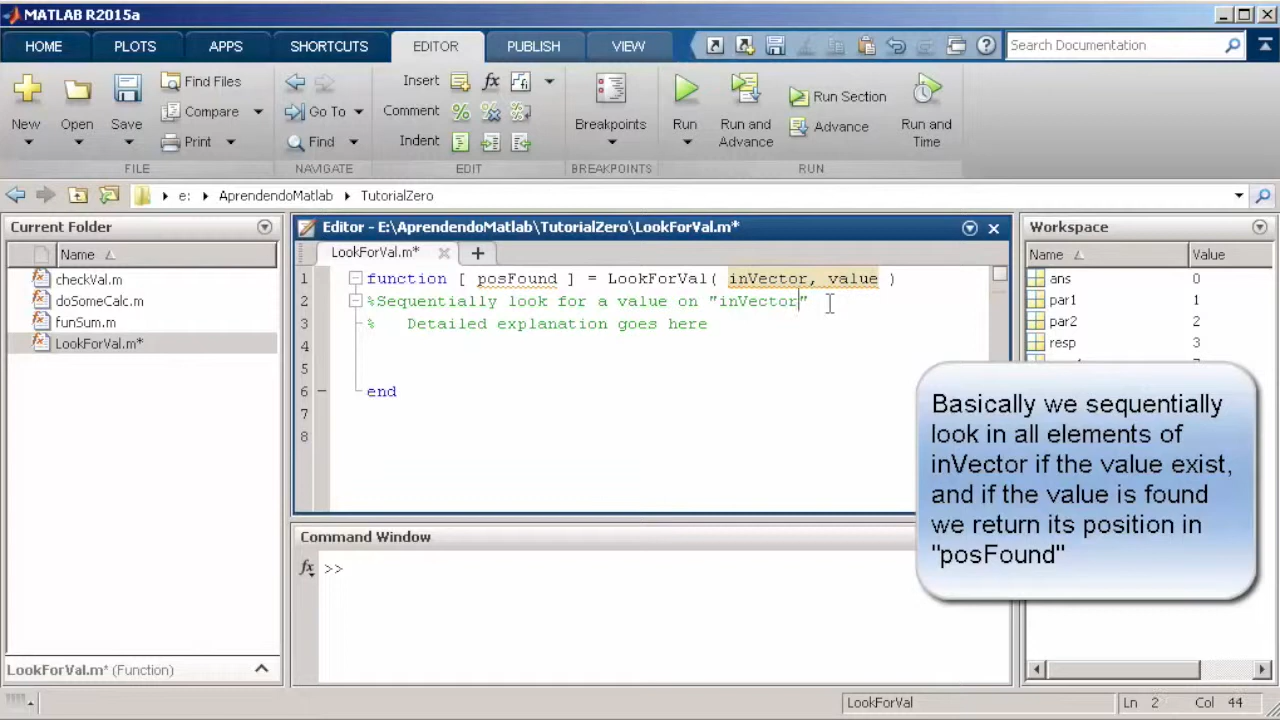 MATLAB R2015a
HOME PLOTS APPS SHORTCUTS EDITOR PUBLISH VIEW Search Documentation
New Open Save Find Files Compare Print
FILE
Go To Find
NAVIGATE
Insert fx
Comment
Indent
EDIT
Breakpoints
BREAKPOINTS
Run Run and Advance Run Section Advance Run and Time
RUN
e: AprendendoMatlab TutorialZero
Current Folder
Name
checkVal.m
doSomeCalc.m
funSum.m
LookForVal.m*
LookForVal.m* (Function)
Editor - E:\AprendendoMatlab\TutorialZero\LookForVal.m*
LookForVal.m* +
1 function [ posFound ] = LookForVal( inVector, value )
2 %Sequentially look for a value on "inVector"
3 % Detailed explanation goes here
4
5
6 end
7
8
Command Window
fx >>
Workspace
Name Value
ans 0
par1 1
par2 2
resp 3
Basically we sequentially
look in all elements of
inVector if the value exist,
and if the value is found
we return its position in
"posFound"
LookForVal Ln 2 Col 44